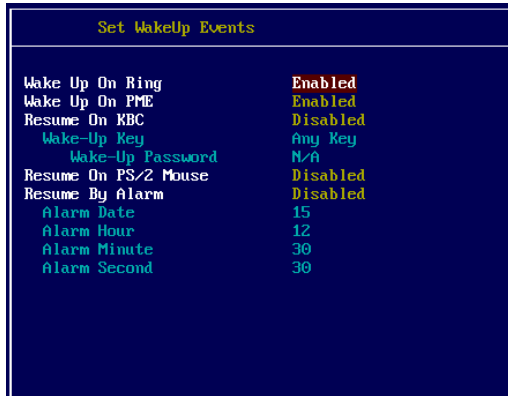 Set WakeUp Events
Wake Up On Ring Enabled
Wake Up On PME Enabled
Resume On KBC Disabled
Wake-Up Key Any Key
Wake-Up Password N/A
Resume On PS/2 Mouse Disabled
Resume By Alarm Disabled
Alarm Date 15
Alarm Hour 12
Alarm Minute 30
Alarm Second 30